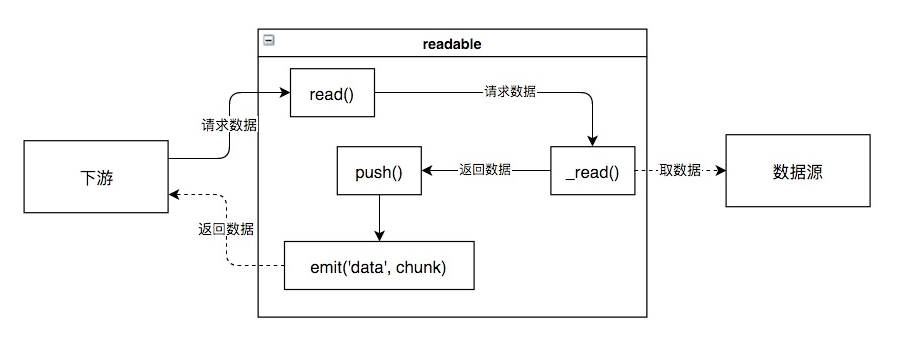 readable
read()
请求数据
请求数据
下游
push()
返回数据
_read()
取数据
数据源
返回数据
emit('data', chunk)